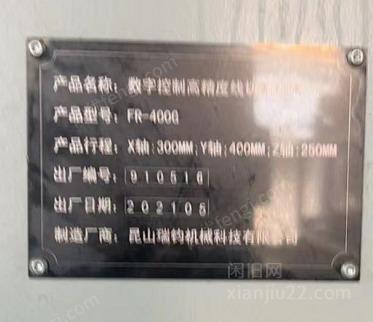 产品名称: 数字控制高精度线切
产品型号: FR-400G
产品行程: X轴:300MM;Y轴:400MM;Z轴:250MM
出厂编号: 910516
出厂日期: 202105
制造厂商: 昆山瑞钧机械科技有限公司
闲旧网
xianjiu22.com